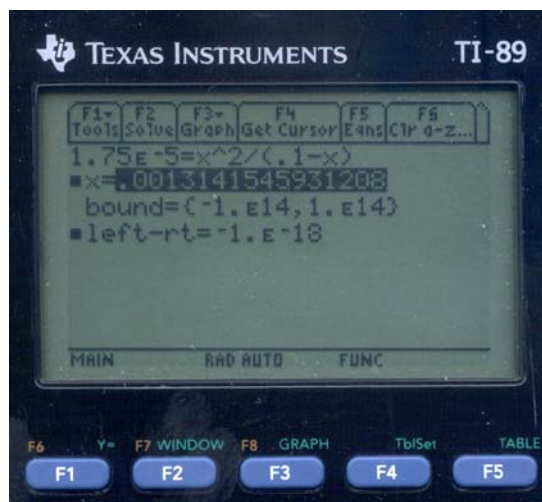 TEXAS INSTRUMENTS TI-89
F1▾ F2 F3▾ F4 F5 F6
Tools Solve Graph Get Cursor Eqns Clr a-z...
1.75E-5=x^2/(.1-x)
▪x=.0013141545931208
bound={-1.E14,1.E14}
▪left-rt=-1.E-18
MAIN RAD AUTO FUNC
F6 Y= F7 WINDOW F8 GRAPH TblSet TABLE
F1 F2 F3 F4 F5